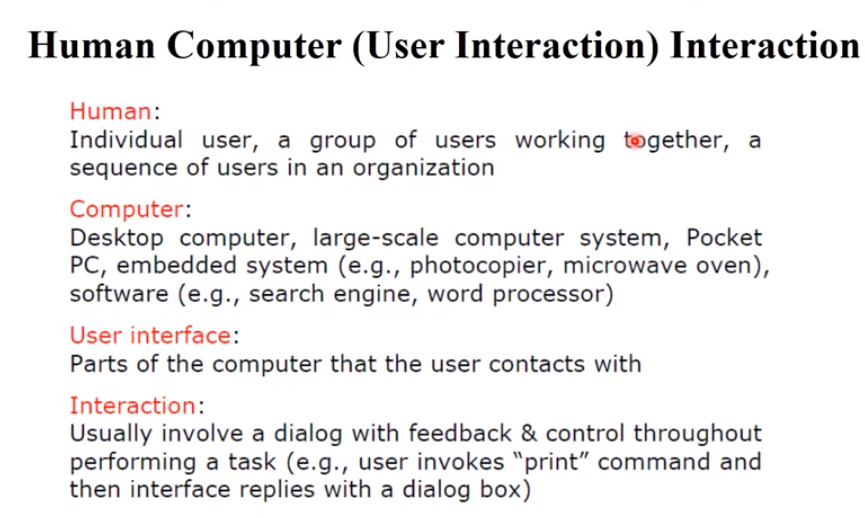 Human Computer (User Interaction) Interaction
Human:
Individual user, a group of users working together, a
sequence of users in an organization
Computer:
Desktop computer, large-scale computer system, Pocket
PC, embedded system (e.g., photocopier, microwave oven),
software (e.g., search engine, word processor)
User interface:
Parts of the computer that the user contacts with
Interaction:
Usually involve a dialog with feedback & control throughout
performing a task (e.g., user invokes “print” command and
then interface replies with a dialog box)